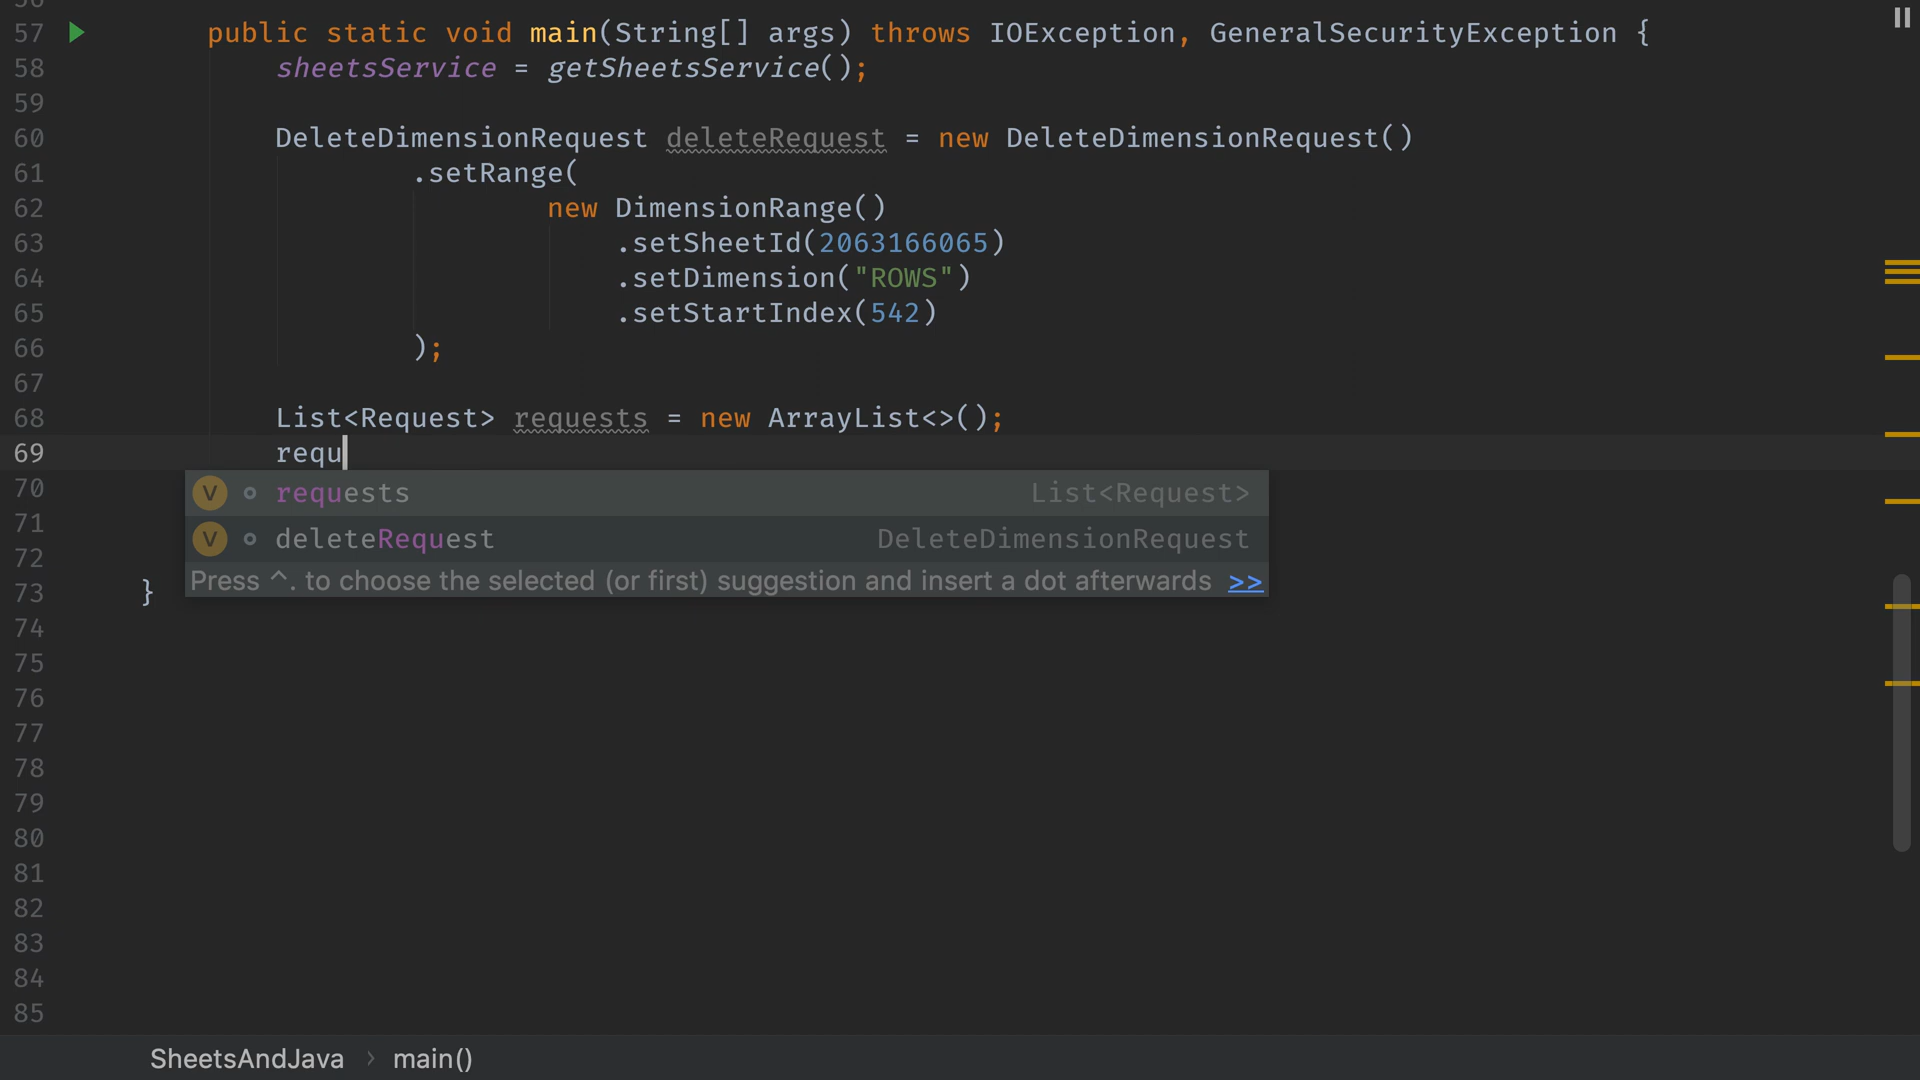 56
57 public static void main(String[] args) throws IOException, GeneralSecurityException {
58 sheetsService = getSheetsService();
59
60 DeleteDimensionRequest deleteRequest = new DeleteDimensionRequest()
61 .setRange(
62 new DimensionRange()
63 .setSheetId(2063166065)
64 .setDimension("ROWS")
65 .setStartIndex(542)
66 );
67
68 List<Request> requests = new ArrayList<>();
69 requ
70 V requests List<Request>
71
72 V deleteRequest DeleteDimensionRequest
Press ^. to choose the selected (or first) suggestion and insert a dot afterwards >>
73 }
74
75
76
77
78
79
80
81
82
83
84
85
SheetsAndJava › main()